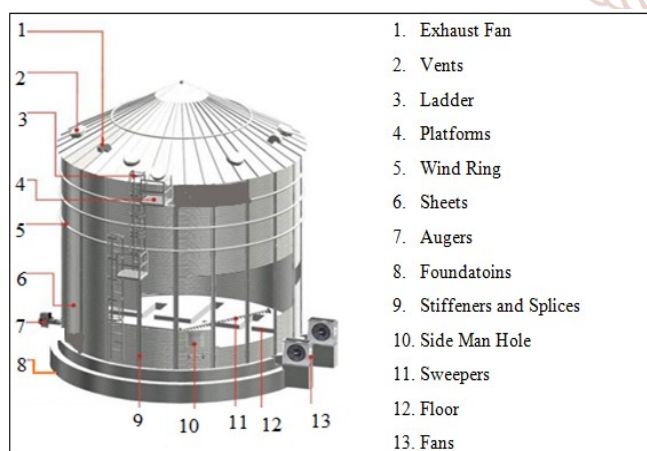 1
2
3
4
5
6
7
8
9
10
11
12
13
1. Exhaust Fan
2. Vents
3. Ladder
4. Platforms
5. Wind Ring
6. Sheets
7. Augers
8. Foundatoins
9. Stiffeners and Splices
10. Side Man Hole
11. Sweepers
12. Floor
13. Fans